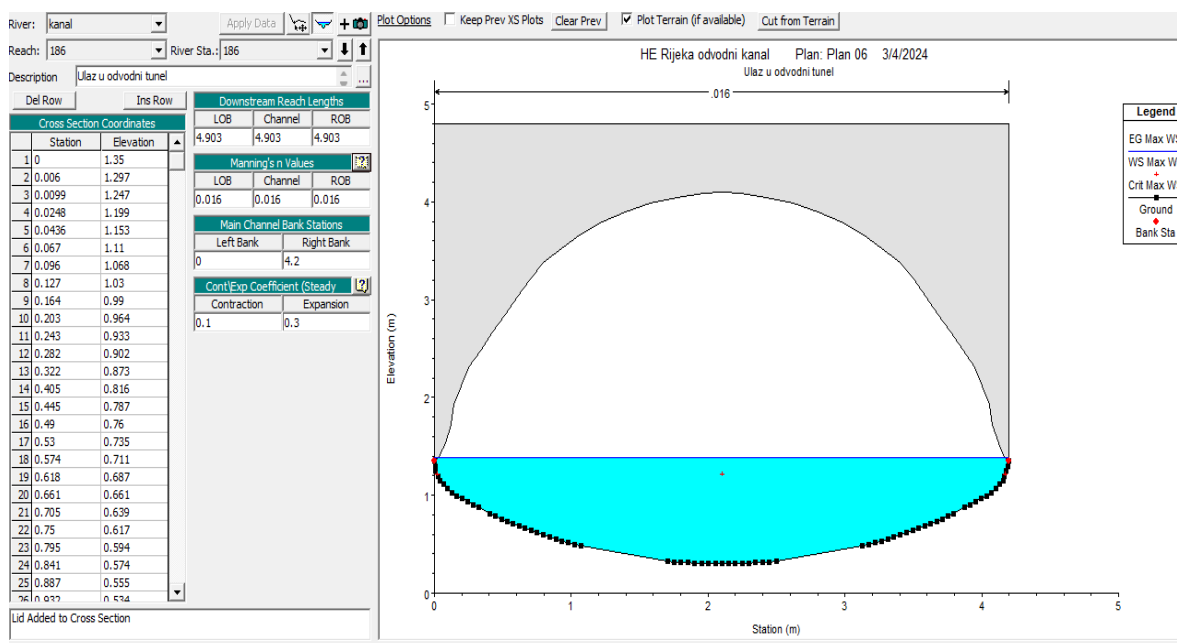 River: kanal Apply Data
Reach: 186 River Sta.: 186
Description Ulaz u odvodni tunel ...
Del Row Ins Row
Cross Section Coordinates
Station Elevation
1 0 1.35
2 0.006 1.297
3 0.0099 1.247
4 0.0248 1.199
5 0.0436 1.153
6 0.067 1.11
7 0.096 1.068
8 0.127 1.03
9 0.164 0.99
10 0.203 0.964
11 0.243 0.933
12 0.282 0.902
13 0.322 0.873
14 0.405 0.816
15 0.445 0.787
16 0.49 0.76
17 0.53 0.735
18 0.574 0.711
19 0.618 0.687
20 0.661 0.661
21 0.705 0.639
22 0.75 0.617
23 0.795 0.594
24 0.841 0.574
25 0.887 0.555
26 0.932 0.534
Lid Added to Cross Section
Downstream Reach Lengths
LOB Channel ROB
4.903 4.903 4.903
Manning's n Values
LOB Channel ROB
0.016 0.016 0.016
Main Channel Bank Stations
Left Bank Right Bank
0 4.2
Cont\Exp Coefficient (Steady
Contraction Expansion
0.1 0.3
Plot Options Keep Prev XS Plots Clear Prev Plot Terrain (if available) Cut from Terrain
HE Rijeka odvodni kanal Plan: Plan 06 3/4/2024
Ulaz u odvodni tunel
.016
Elevation (m)
5
4
3
2
1
0
0 1 2 3 4 5
Station (m)
Legend
EG Max WS
WS Max W
Crit Max W
Ground
Bank Sta